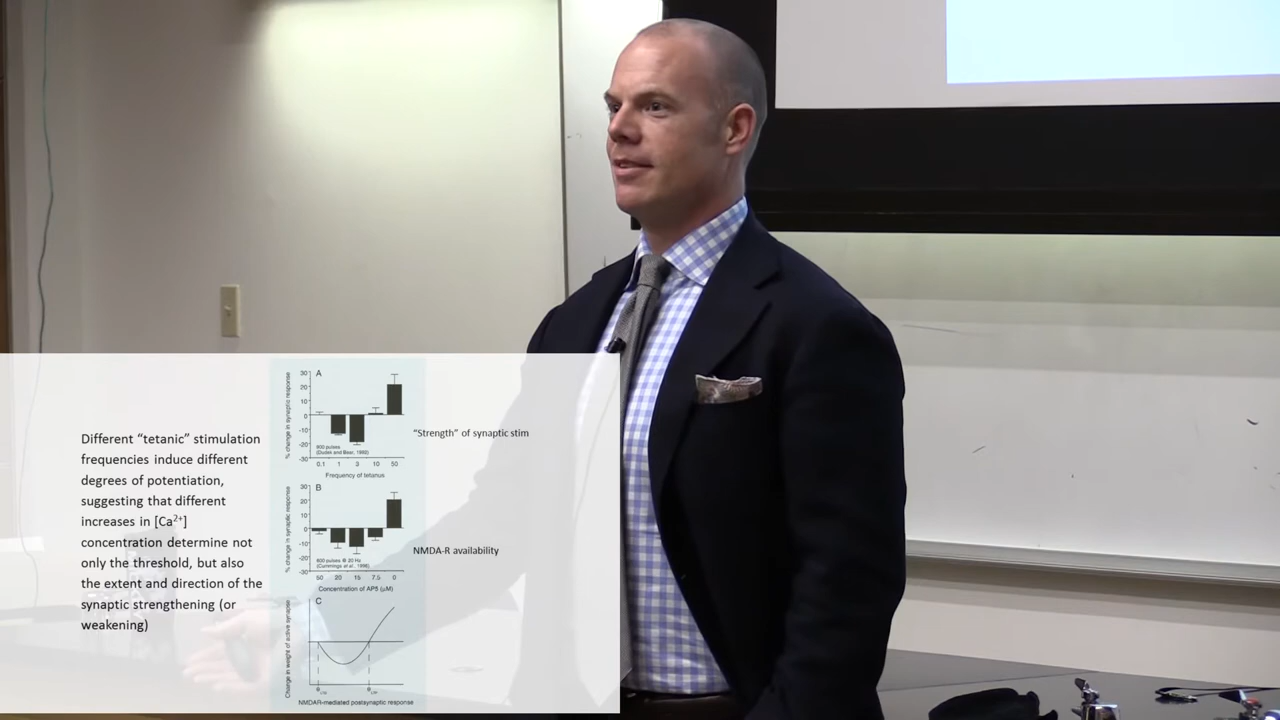 Different “tetanic” stimulation
frequencies induce different
degrees of potentiation,
suggesting that different
increases in [Ca2+]
concentration determine not
only the threshold, but also
the extent and direction of the
synaptic strengthening (or
weakening)
A
% change in synaptic response
30
20
10
0
-10
-20
-30
900 pulses
(Dudek and Bear, 1992)
0.1 1 3 10 50
Frequency of tetanus
“Strength” of synaptic stim
B
% change in synaptic response
30
20
10
0
-10
-20
-30
(Cummings et al., 1996)
50 20 15 7.5 0
Concentration of AP5 (μM)
NMDA-R availability
C
Change in weight of active synapse
NMDAR-mediated postsynaptic response